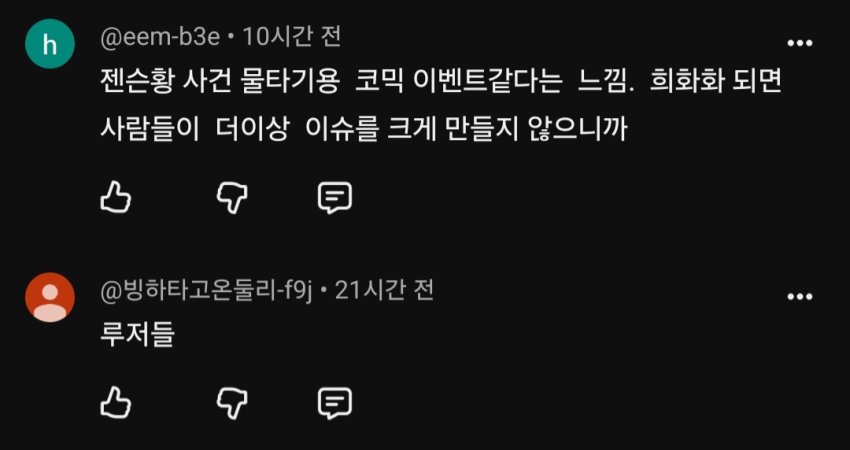 h
@eem-b3e • 10시간 전
젠슨황 사건 물타기용  코믹 이벤트같다는  느낌.  희화화 되면
사람들이  더이상  이슈를 크게 만들지 않으니까
@빙하타고온둘리-f9j • 21시간 전
루저들